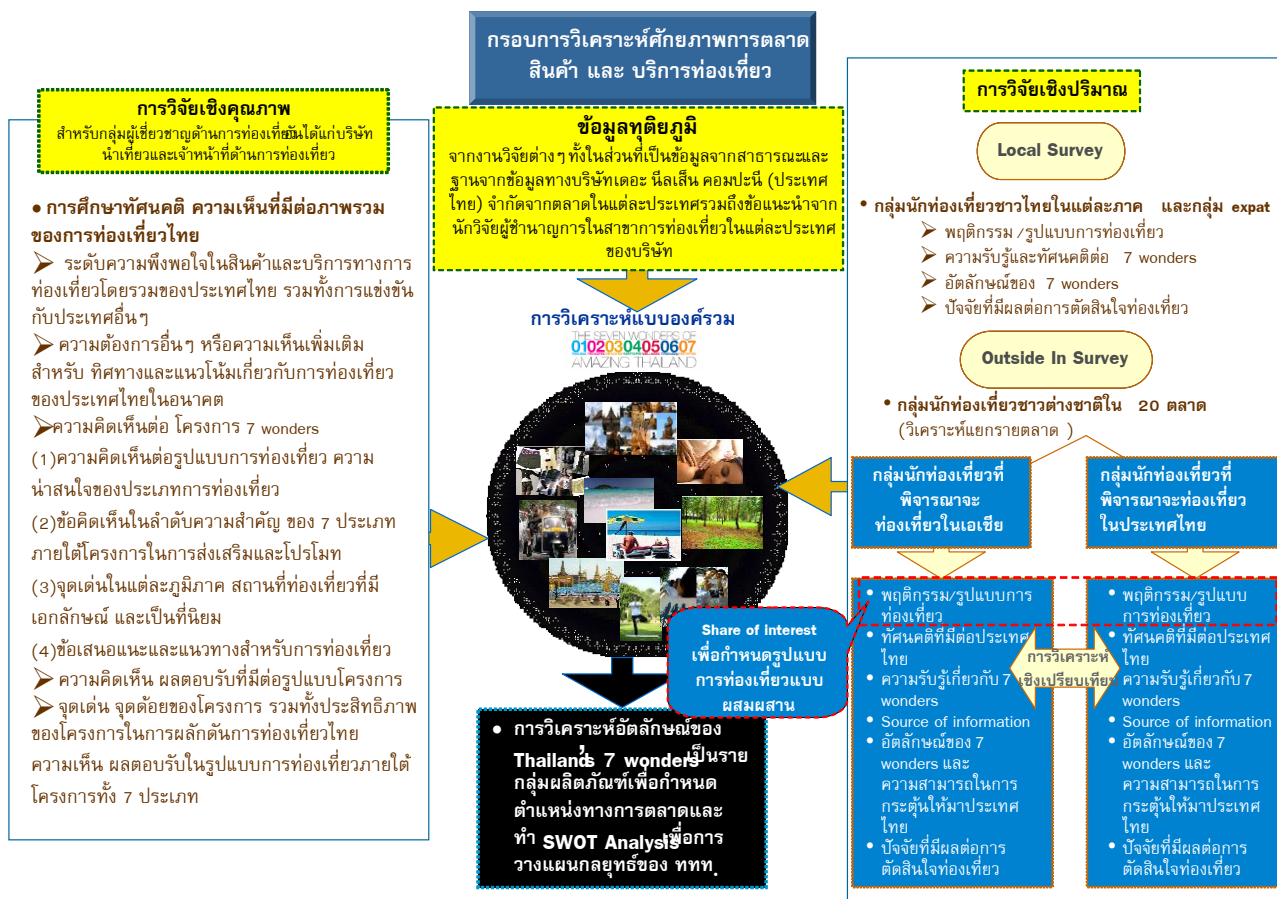 กรอบการวิเคราะห์ศักยภาพการตลาด
สินค้า และ บริการท่องเที่ยว
การวิจัยเชิงคุณภาพ
สำหรับกลุ่มผู้เชี่ยวชาญด้านการท่องเที่ยวอันได้แก่บริษัท
นำเที่ยวและเจ้าหน้าที่ด้านการท่องเที่ยว
• การศึกษาทัศนคติ ความเห็นที่มีต่อภาพรวม
ของการท่องเที่ยวไทย
➢ ระดับความพึงพอใจในสินค้าและบริการทางการ
ท่องเที่ยวโดยรวมของประเทศไทย รวมทั้งการแข่งขัน
กับประเทศอื่นๆ
➢ ความต้องการอื่นๆ หรือความเห็นเพิ่มเติม
สำหรับ ทิศทางและแนวโน้มเกี่ยวกับการท่องเที่ยว
ของประเทศไทยในอนาคต
➢ความคิดเห็นต่อ โครงการ 7 wonders
(1)ความคิดเห็นต่อรูปแบบการท่องเที่ยว ความ
น่าสนใจของประเภทการท่องเที่ยว
(2)ข้อคิดเห็นในลำดับความสำคัญ ของ 7 ประเภท
ภายใต้โครงการในการส่งเสริมและโปรโมท
(3)จุดเด่นในแต่ละภูมิภาค สถานที่ท่องเที่ยวที่มี
เอกลักษณ์ และเป็นที่นิยม
(4)ข้อเสนอแนะและแนวทางสำหรับการท่องเที่ยว
➢ ความคิดเห็น ผลตอบรับที่มีต่อรูปแบบโครงการ
➢ จุดเด่น จุดด้อยของโครงการ รวมทั้งประสิทธิภาพ
ของโครงการในการผลักดันการท่องเที่ยวไทย
ความเห็น ผลตอบรับในรูปแบบการท่องเที่ยวภายใต้
โครงการทั้ง 7 ประเภท
ข้อมูลทุติยภูมิ
จากงานวิจัยต่างๆ ทั้งในส่วนที่เป็นข้อมูลจากสาธารณะและ
ฐานจากข้อมูลทางบริษัทเดอะ นีลเส็น คอมปะนี (ประเทศ
ไทย) จำกัดจากตลาดในแต่ละประเทศรวมถึงข้อแนะนำจาก
นักวิจัยผู้ชำนาญการในสาขาการท่องเที่ยวในแต่ละประเทศ
ของบริษัท
การวิเคราะห์แบบองค์รวม
THE SEVEN WONDERS OF
01020304050607
AMAZING THAILAND
Share of interest
เพื่อกำหนดรูปแบบ
การท่องเที่ยวแบบ
ผสมผสาน
• การวิเคราะห์อัตลักษณ์ของ
Thailand's 7 wonders เป็นราย
กลุ่มผลิตภัณฑ์เพื่อกำหนด
ตำแหน่งทางการตลาดและ
ทำ SWOT Analysis เพื่อการ
วางแผนกลยุทธ์ของ ททท.
การวิจัยเชิงปริมาณ
Local Survey
• กลุ่มนักท่องเที่ยวชาวไทยในแต่ละภาค และกลุ่ม expat
➢ พฤติกรรม /รูปแบบการท่องเที่ยว
➢ ความรับรู้และทัศนคติต่อ 7 wonders
➢ อัตลักษณ์ของ 7 wonders
➢ ปัจจัยที่มีผลต่อการตัดสินใจท่องเที่ยว
Outside In Survey
• กลุ่มนักท่องเที่ยวชาวต่างชาติใน 20 ตลาด
(วิเคราะห์แยกรายตลาด )
กลุ่มนักท่องเที่ยวที่
พิจารณาจะ
ท่องเที่ยวในเอเชีย
กลุ่มนักท่องเที่ยวที่
พิจารณาจะท่องเที่ยว
ในประเทศไทย
• พฤติกรรม/รูปแบบการ
ท่องเที่ยว
• ทัศนคติที่มีต่อประเทศ
ไทย
• ความรับรู้เกี่ยวกับ 7
wonders
• Source of information
• อัตลักษณ์ของ 7
wonders และ
ความสามารถในการ
กระตุ้นให้มาประเทศ
ไทย
• ปัจจัยที่มีผลต่อการ
ตัดสินใจท่องเที่ยว
การวิเคราะห์
เชิงเปรียบเทียบ
• พฤติกรรม/รูปแบบ
การท่องเที่ยว
• ทัศนคติที่มีต่อประเทศ
ไทย
• ความรับรู้เกี่ยวกับ 7
wonders
• Source of information
• อัตลักษณ์ของ 7
wonders และ
ความสามารถในการ
กระตุ้นให้มาประเทศ
ไทย
• ปัจจัยที่มีผลต่อการ
ตัดสินใจท่องเที่ยว